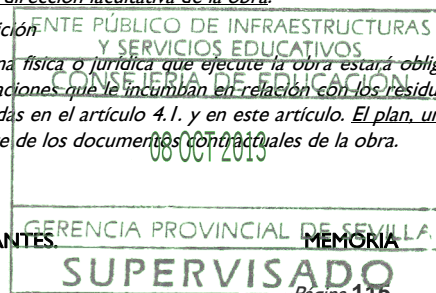 dirección facultativa de la obra.
ición
ENTE PÚBLICO DE INFRAESTRUCTURAS
Y SERVICIOS EDUCATIVOS
na física o jurídica que ejecute la obra estará oblig
CONSEJERIA DE EDUCACIÓN
aciones que le incumban en relación con los residu
das en el artículo 4.1. y en este artículo. El plan, un
08 OCT 2013
te de los documentos contractuales de la obra.
GERENCIA PROVINCIAL DE SEVILLA
ANTES. MEMORIA
SUPERVISADO
Página 115